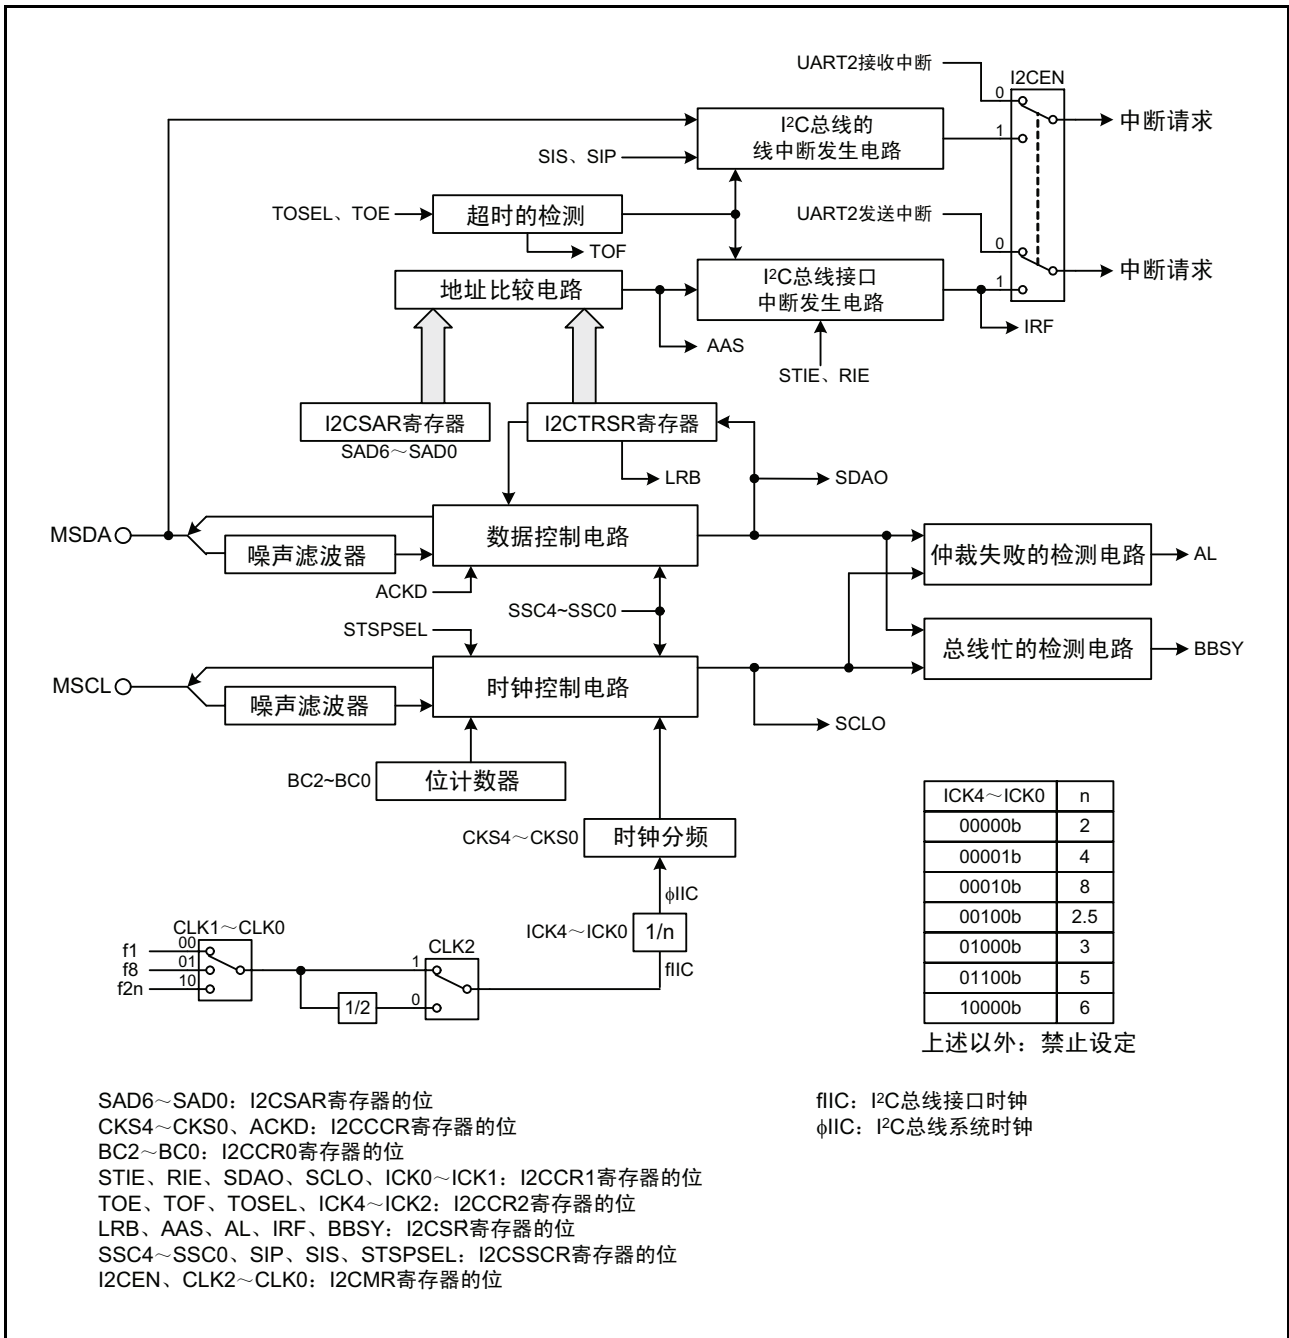 UART2接收中断
I2CEN
0
中断请求
I²C总线的
线中断发生电路
1
SIS、SIP
TOSEL、TOE
超时的检测
UART2发送中断
TOF
0
中断请求
地址比较电路
I²C总线接口
中断发生电路
1
IRF
AAS
STIE、RIE
I2CSAR寄存器
I2CTRSR寄存器
SAD6～SAD0
LRB
SDAO
MSDA
数据控制电路
噪声滤波器
仲裁失败的检测电路
AL
ACKD
SSC4~SSC0
STSPSEL
总线忙的检测电路
BBSY
MSCL
时钟控制电路
噪声滤波器
SCLO
BC2~BC0
位计数器
CKS4～CKS0
时钟分频
ϕIIC
ICK4～ICK0
1/n
fIIC
CLK1～CLK0
f1
00
f8
01
f2n
10
CLK2
1
1/2
0
ICK4～ICK0 n
00000b 2
00001b 4
00010b 8
00100b 2.5
01000b 3
01100b 5
10000b 6
上述以外：禁止设定
SAD6～SAD0：I2CSAR寄存器的位
CKS4～CKS0、ACKD：I2CCCR寄存器的位
BC2～BC0：I2CCR0寄存器的位
STIE、RIE、SDAO、SCLO、ICK0～ICK1：I2CCR1寄存器的位
TOE、TOF、TOSEL、ICK4～ICK2：I2CCR2寄存器的位
LRB、AAS、AL、IRF、BBSY：I2CSR寄存器的位
SSC4～SSC0、SIP、SIS、STSPSEL：I2CSSCR寄存器的位
I2CEN、CLK2～CLK0：I2CMR寄存器的位
fIIC：I²C总线接口时钟
ϕIIC：I²C总线系统时钟